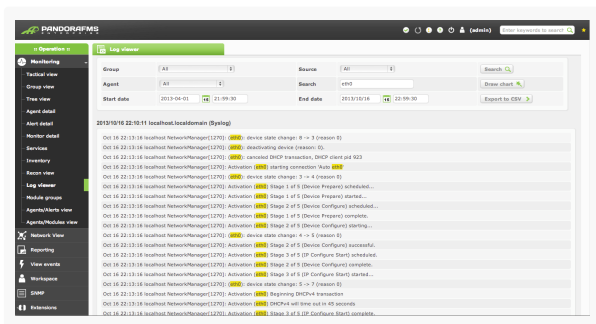 PANDORAFMS
ENTERPRISE
(admin)
Enter keywords to search
:: Operation ::
Monitoring
Tactical view
Group view
Tree view
Agent detail
Alert detail
Monitor detail
Services
Inventory
Recon view
Log viewer
Module groups
Agents/Alerts view
Agents/Modules view
Network View
Reporting
View events
Workspace
SNMP
Extensions
Log viewer
Group All Source All Search
Agent All Search eth0 Draw chart
Start date 2013-04-01 21:59:30 End date 2013/10/16 22:59:30 Export to CSV
2013/10/16 22:10:11 localhost.localdomain (Syslog)
Oct 16 22:13:16 localhost NetworkManager[1270]: (eth0): device state change: 8 -> 3 (reason 0)
Oct 16 22:13:16 localhost NetworkManager[1270]: (eth0): deactivating device (reason: 0).
Oct 16 22:13:16 localhost NetworkManager[1270]: (eth0): canceled DHCP transaction, DHCP client pid 923
Oct 16 22:13:16 localhost NetworkManager[1270]: Activation (eth0) starting connection 'Auto eth0'
Oct 16 22:13:16 localhost NetworkManager[1270]: (eth0): device state change: 3 -> 4 (reason 0)
Oct 16 22:13:16 localhost NetworkManager[1270]: Activation (eth0) Stage 1 of 5 (Device Prepare) scheduled...
Oct 16 22:13:16 localhost NetworkManager[1270]: Activation (eth0) Stage 1 of 5 (Device Prepare) started...
Oct 16 22:13:16 localhost NetworkManager[1270]: Activation (eth0) Stage 2 of 5 (Device Configure) scheduled...
Oct 16 22:13:16 localhost NetworkManager[1270]: Activation (eth0) Stage 1 of 5 (Device Prepare) complete.
Oct 16 22:13:16 localhost NetworkManager[1270]: Activation (eth0) Stage 2 of 5 (Device Configure) starting...
Oct 16 22:13:16 localhost NetworkManager[1270]: (eth0): device state change: 4 -> 5 (reason 0)
Oct 16 22:13:16 localhost NetworkManager[1270]: Activation (eth0) Stage 2 of 5 (Device Configure) successful.
Oct 16 22:13:16 localhost NetworkManager[1270]: Activation (eth0) Stage 3 of 5 (IP Configure Start) scheduled.
Oct 16 22:13:16 localhost NetworkManager[1270]: Activation (eth0) Stage 2 of 5 (Device Configure) complete.
Oct 16 22:13:16 localhost NetworkManager[1270]: Activation (eth0) Stage 3 of 5 (IP Configure Start) started...
Oct 16 22:13:16 localhost NetworkManager[1270]: (eth0): device state change: 5 -> 7 (reason 0)
Oct 16 22:13:16 localhost NetworkManager[1270]: Activation (eth0) Beginning DHCPv4 transaction
Oct 16 22:13:16 localhost NetworkManager[1270]: Activation (eth0) DHCPv4 will time out in 45 seconds
Oct 16 22:13:16 localhost NetworkManager[1270]: Activation (eth0) Stage 3 of 5 (IP Configure Start) complete.